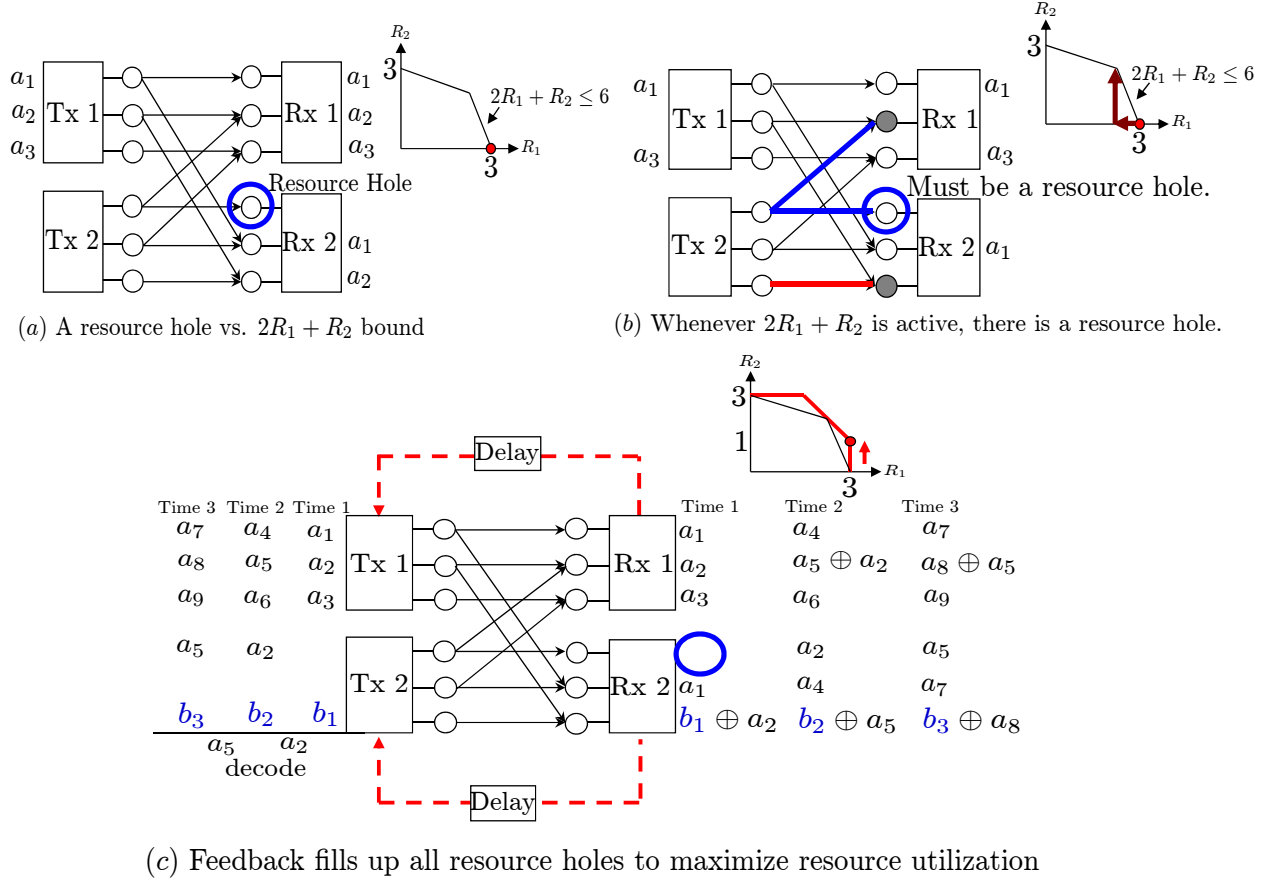 R₂
3
2R₁ + R₂ ≤ 6
3
R₁
a₁
a₂
a₃
Tx 1
Rx 1
a₁
a₂
a₃
Resource Hole
Tx 2
Rx 2
a₁
a₂
(a) A resource hole vs. 2R₁ + R₂ bound
R₂
3
2R₁ + R₂ ≤ 6
R₁
3
a₁
a₃
Tx 1
Rx 1
a₁
a₃
Must be a resource hole.
Tx 2
Rx 2
a₁
(b) Whenever 2R₁ + R₂ is active, there is a resource hole.
R₂
3
1
R₁
3
Delay
Time 3 Time 2 Time 1
Time 1 Time 2 Time 3
a₇ a₄ a₁
a₁ a₄ a₇
a₈ a₅ a₂ Tx 1
Rx 1 a₂ a₅ ⊕ a₂ a₈ ⊕ a₅
a₉ a₆ a₃
a₃ a₆ a₉
a₅ a₂
a₂ a₅
Tx 2
Rx 2 a₁ a₄ a₇
b₃ b₂ b₁
b₁ ⊕ a₂ b₂ ⊕ a₅ b₃ ⊕ a₈
a₅ a₂
decode
Delay
(c) Feedback fills up all resource holes to maximize resource utilization